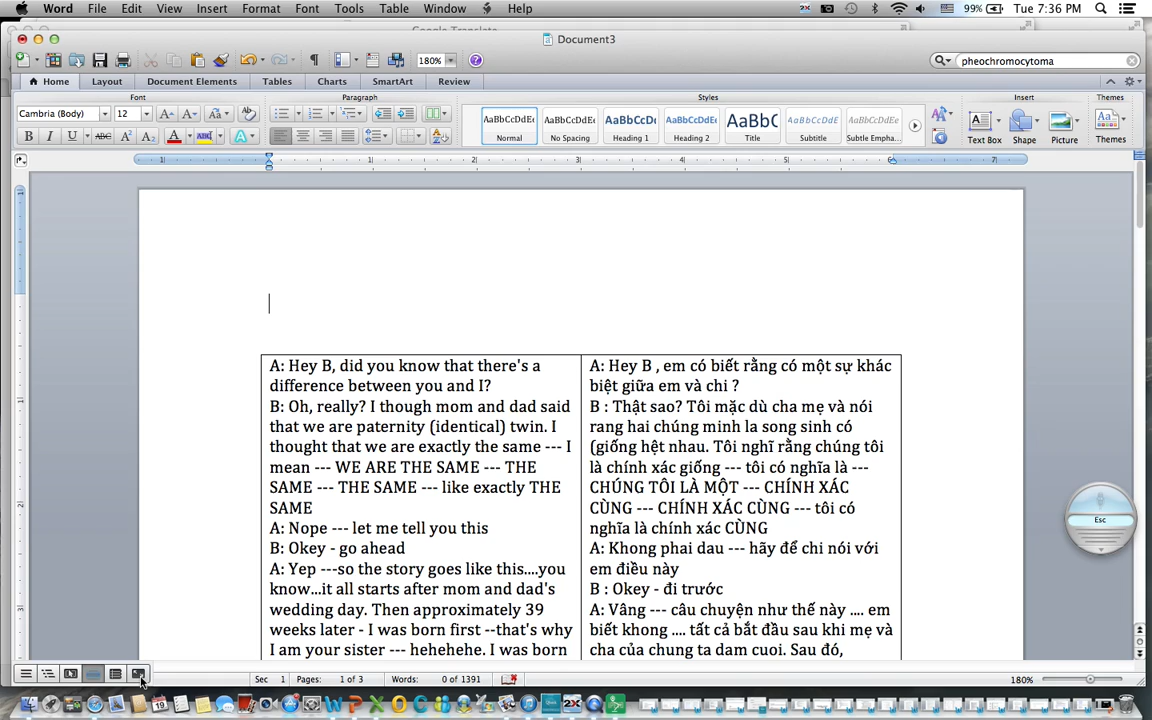 Word File Edit View Insert Format Font Tools Table Window Help 99% Tue 7:36 PM
Document3
180% pheochromocytoma
Home Layout Document Elements Tables Charts SmartArt Review
Font Paragraph Styles Insert Themes
Cambria (Body) 12
AaBbCcDdEe AaBbCcDdEe AaBbCcDdE AaBbCcDdEe AaBbC AaBbCcDdEe AaBbCcDdEe
Normal No Spacing Heading 1 Heading 2 Title Subtitle Subtle Empha... Text Box Shape Picture Themes
A: Hey B, did you know that there's a
difference between you and I?
B: Oh, really? I though mom and dad said
that we are paternity (identical) twin. I
thought that we are exactly the same --- I
mean --- WE ARE THE SAME --- THE
SAME --- THE SAME --- like exactly THE
SAME
A: Nope --- let me tell you this
B: Okey - go ahead
A: Yep ---so the story goes like this....you
know...it all starts after mom and dad's
wedding day. Then approximately 39
weeks later - I was born first --that's why
I am your sister --- hehehehe. I was born
A: Hey B , em có biết rằng có một sự khác
biệt giữa em và chi ?
B : Thật sao? Tôi mặc dù cha mẹ và nói
rang hai chúng minh la song sinh có
(giống hệt nhau. Tôi nghĩ rằng chúng tôi
là chính xác giống --- tôi có nghĩa là ---
CHÚNG TÔI LÀ MỘT --- CHÍNH XÁC
CÙNG --- CHÍNH XÁC CÙNG --- tôi có
nghĩa là chính xác CÙNG
A: Khong phai dau --- hãy để chi nói với
em điều này
B : Okey - đi trước
A: Vâng --- câu chuyện như thế này .... em
biết khong .... tất cả bắt đầu sau khi mẹ và
cha của chung ta dam cuoi. Sau đó,
Esc
Sec 1 Pages: 1 of 3 Words: 0 of 1391 180%